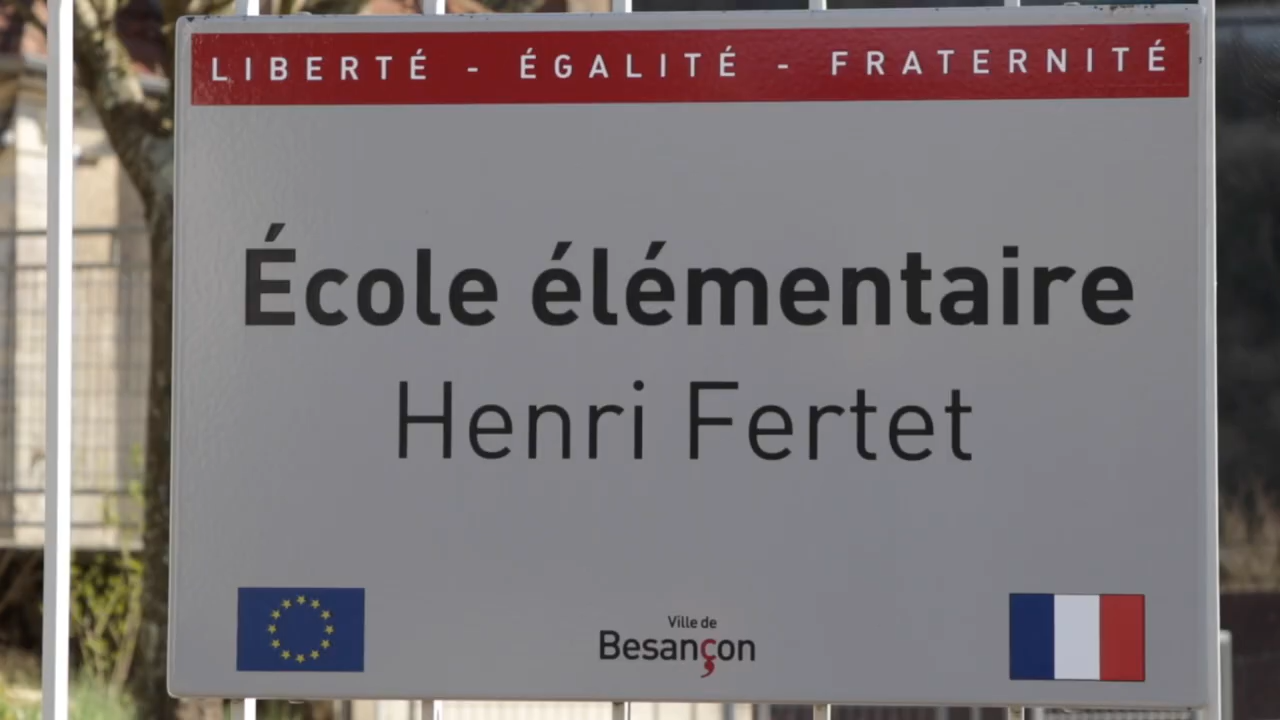 LIBERTÉ - ÉGALITÉ - FRATERNITÉ
École élémentaire
Henri Fertet
Ville de
Besançon